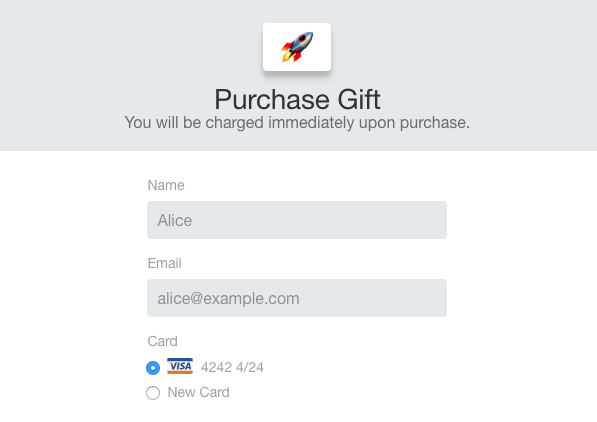 Purchase Gift
You will be charged immediately upon purchase.
Name
Alice
Email
alice@example.com
Card
VISA 4242 4/24
New Card